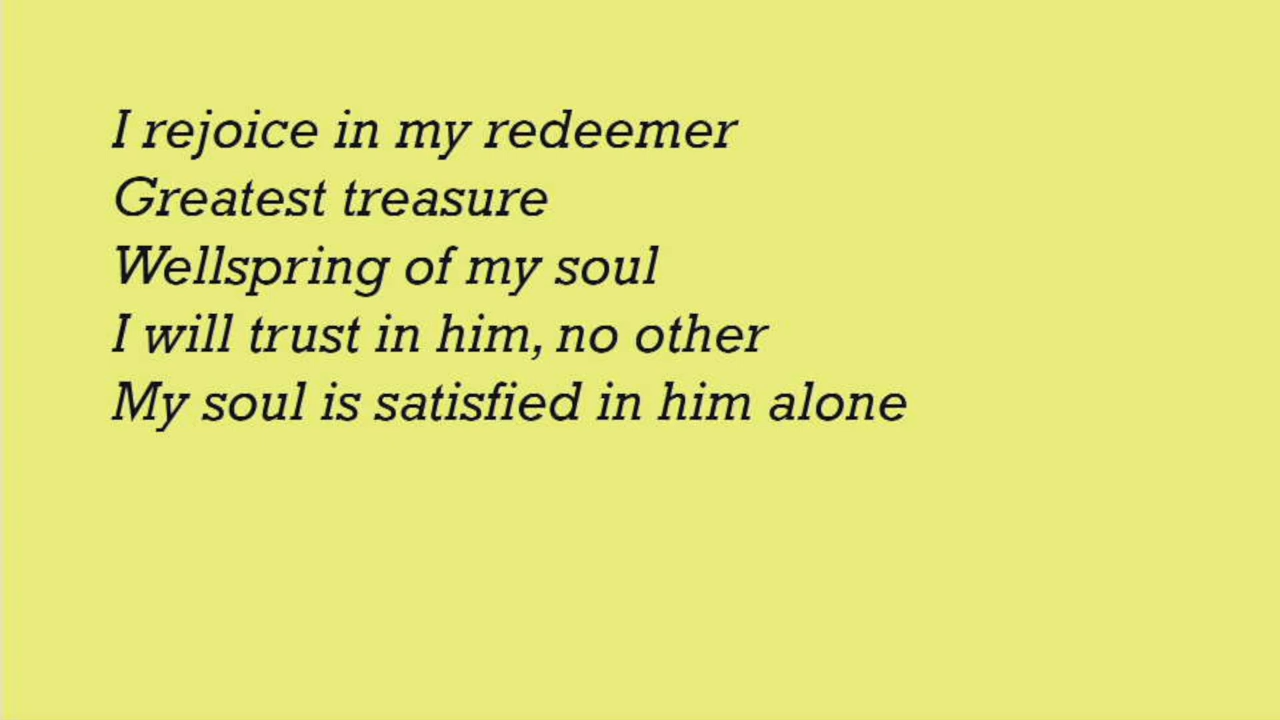 I rejoice in my redeemer
Greatest treasure
Wellspring of my soul
I will trust in him, no other
My soul is satisfied in him alone